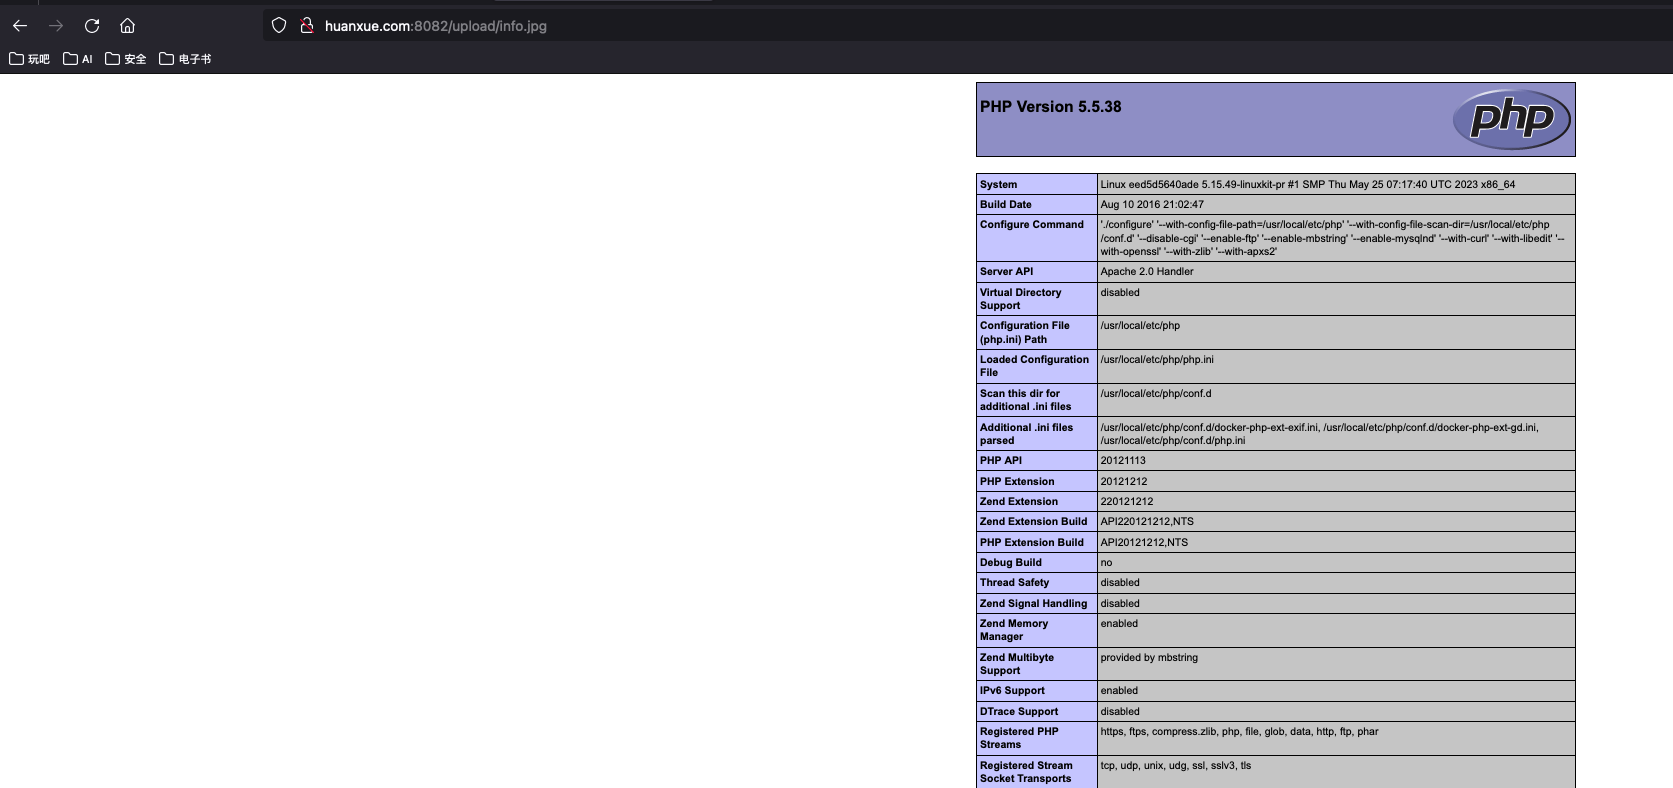 huanxue.com:8082/upload/info.jpg
玩吧 AI 安全 电子书
PHP Version 5.5.38
php
System Linux eed5d5640ade 5.15.49-linuxkit-pr #1 SMP Thu May 25 07:17:40 UTC 2023 x86_64
Build Date Aug 10 2016 21:02:47
Configure Command './configure' '--with-config-file-path=/usr/local/etc/php' '--with-config-file-scan-dir=/usr/local/etc/php
/conf.d' '--disable-cgi' '--enable-ftp' '--enable-mbstring' '--enable-mysqlnd' '--with-curl' '--with-libedit' '--
with-openssl' '--with-zlib' '--with-apxs2'
Server API Apache 2.0 Handler
Virtual Directory disabled
Support
Configuration File /usr/local/etc/php
(php.ini) Path
Loaded Configuration /usr/local/etc/php/php.ini
File
Scan this dir for /usr/local/etc/php/conf.d
additional .ini files
Additional .ini files /usr/local/etc/php/conf.d/docker-php-ext-exif.ini, /usr/local/etc/php/conf.d/docker-php-ext-gd.ini,
parsed /usr/local/etc/php/conf.d/php.ini
PHP API 20121113
PHP Extension 20121212
Zend Extension 220121212
Zend Extension Build API220121212,NTS
PHP Extension Build API20121212,NTS
Debug Build no
Thread Safety disabled
Zend Signal Handling disabled
Zend Memory enabled
Manager
Zend Multibyte provided by mbstring
Support
IPv6 Support enabled
DTrace Support disabled
Registered PHP https, ftps, compress.zlib, php, file, glob, data, http, ftp, phar
Streams
Registered Stream tcp, udp, unix, udg, ssl, sslv3, tls
Socket Transports